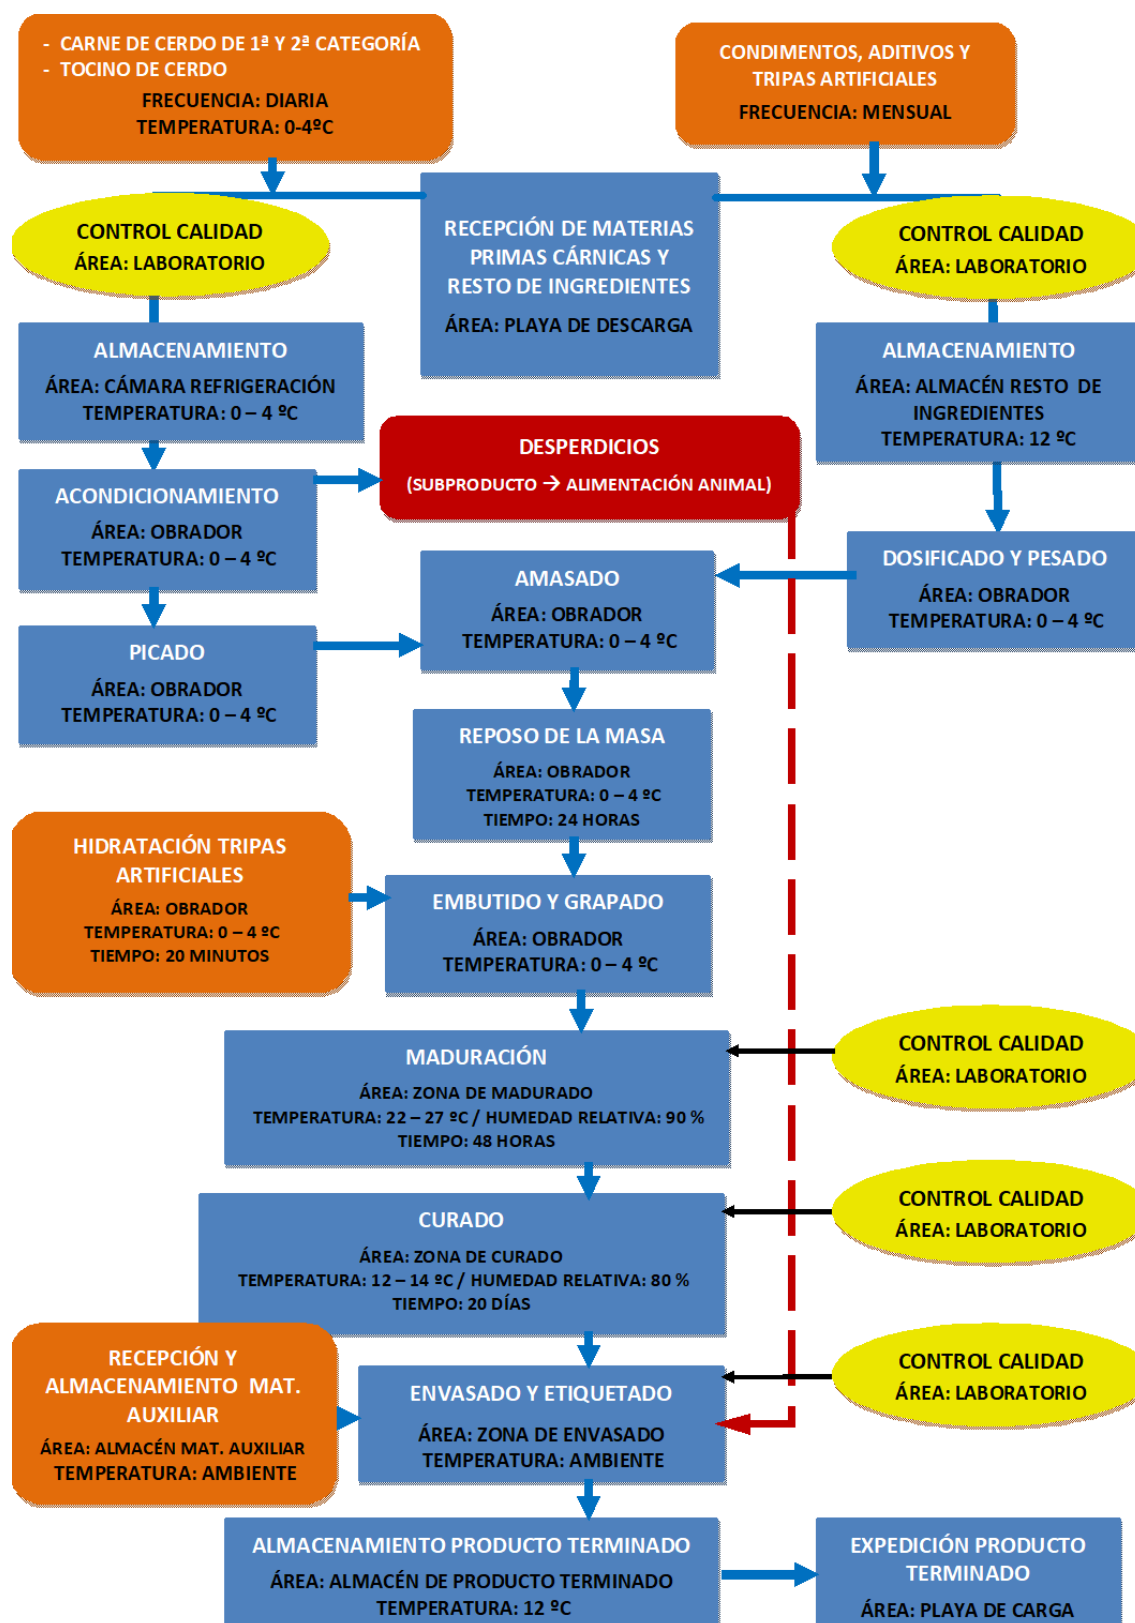 - CARNE DE CERDO DE 1ª Y 2ª CATEGORÍA
- TOCINO DE CERDO
FRECUENCIA: DIARIA
TEMPERATURA: 0-4ºC
CONDIMENTOS, ADITIVOS Y
TRIPAS ARTIFICIALES
FRECUENCIA: MENSUAL
CONTROL CALIDAD
ÁREA: LABORATORIO
RECEPCIÓN DE MATERIAS
PRIMAS CÁRNICAS Y
RESTO DE INGREDIENTES
ÁREA: PLAYA DE DESCARGA
CONTROL CALIDAD
ÁREA: LABORATORIO
ALMACENAMIENTO
ÁREA: CÁMARA REFRIGERACIÓN
TEMPERATURA: 0 – 4 ºC
ALMACENAMIENTO
ÁREA: ALMACÉN RESTO DE
INGREDIENTES
TEMPERATURA: 12 ºC
DESPERDICIOS
(SUBPRODUCTO → ALIMENTACIÓN ANIMAL)
ACONDICIONAMIENTO
ÁREA: OBRADOR
TEMPERATURA: 0 – 4 ºC
AMASADO
ÁREA: OBRADOR
TEMPERATURA: 0 – 4 ºC
DOSIFICADO Y PESADO
ÁREA: OBRADOR
TEMPERATURA: 0 – 4 ºC
PICADO
ÁREA: OBRADOR
TEMPERATURA: 0 – 4 ºC
REPOSO DE LA MASA
ÁREA: OBRADOR
TEMPERATURA: 0 – 4 ºC
TIEMPO: 24 HORAS
HIDRATACIÓN TRIPAS
ARTIFICIALES
ÁREA: OBRADOR
TEMPERATURA: 0 – 4 ºC
TIEMPO: 20 MINUTOS
EMBUTIDO Y GRAPADO
ÁREA: OBRADOR
TEMPERATURA: 0 – 4 ºC
MADURACIÓN
ÁREA: ZONA DE MADURADO
TEMPERATURA: 22 – 27 ºC / HUMEDAD RELATIVA: 90 %
TIEMPO: 48 HORAS
CONTROL CALIDAD
ÁREA: LABORATORIO
CURADO
ÁREA: ZONA DE CURADO
TEMPERATURA: 12 – 14 ºC / HUMEDAD RELATIVA: 80 %
TIEMPO: 20 DÍAS
CONTROL CALIDAD
ÁREA: LABORATORIO
RECEPCIÓN Y
ALMACENAMIENTO MAT.
AUXILIAR
ÁREA: ALMACÉN MAT. AUXILIAR
TEMPERATURA: AMBIENTE
ENVASADO Y ETIQUETADO
ÁREA: ZONA DE ENVASADO
TEMPERATURA: AMBIENTE
CONTROL CALIDAD
ÁREA: LABORATORIO
ALMACENAMIENTO PRODUCTO TERMINADO
ÁREA: ALMACÉN DE PRODUCTO TERMINADO
TEMPERATURA: 12 ºC
EXPEDICIÓN PRODUCTO
TERMINADO
ÁREA: PLAYA DE CARGA